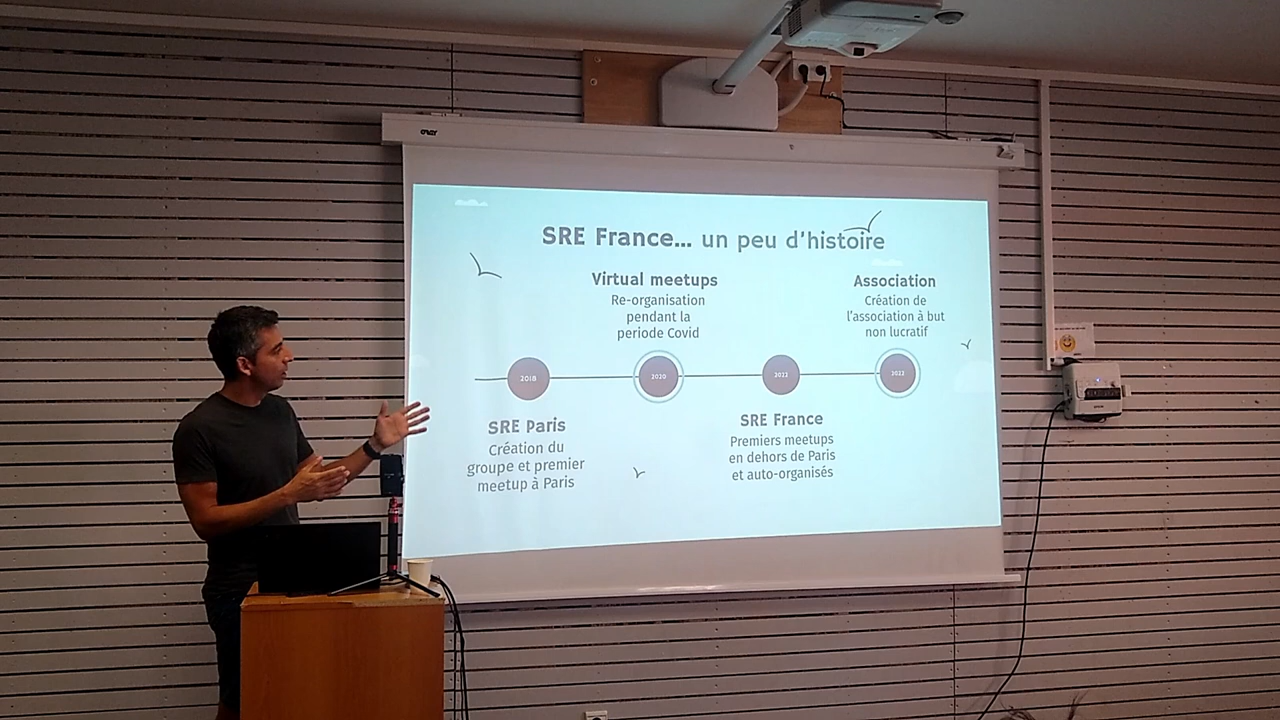 SRE France... un peu d'histoire
Virtual meetups
Re-organisation
pendant la
periode Covid
Association
Création de
l'association à but
non lucratif
2018
2020
2022
SRE Paris
Création du
groupe et premier
meetup à Paris
SRE France
Premiers meetups
en dehors de Paris
et auto-organisés